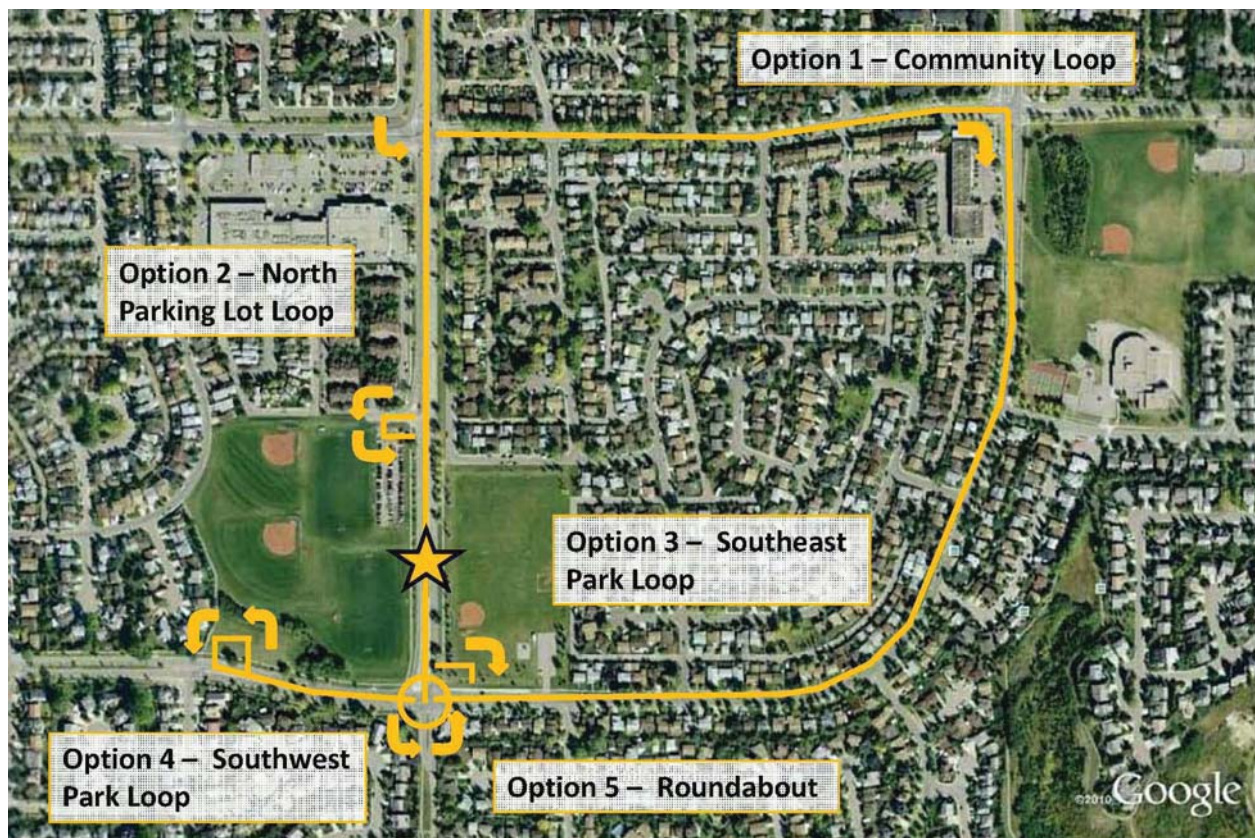 Option 1 – Community Loop
Option 2 – North
Parking Lot Loop
Option 3 – Southeast
Park Loop
Option 4 – Southwest
Park Loop
Option 5 – Roundabout
©2010 Google